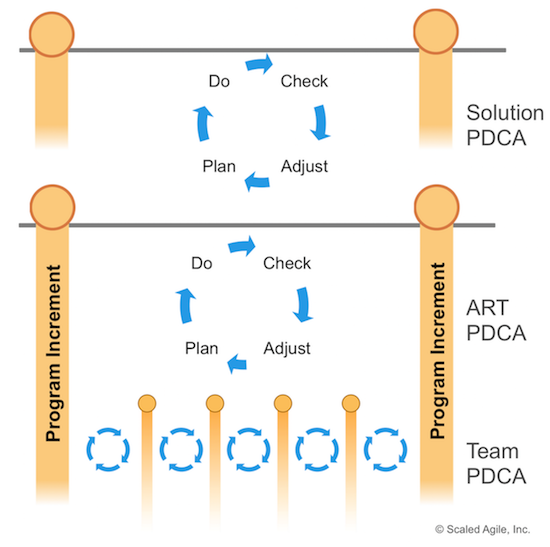 Do
Check
Plan
Adjust
Solution
PDCA
Program Increment
Program Increment
Do
Check
Plan
Adjust
ART
PDCA
Team
PDCA
© Scaled Agile, Inc.